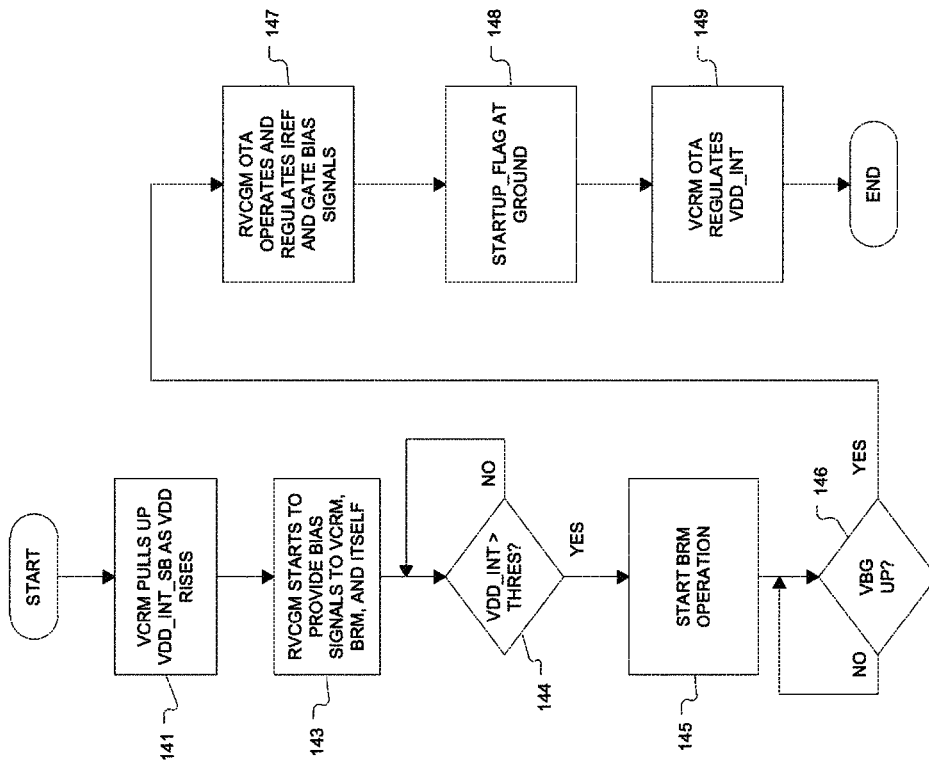 START
VCRM PULLS UP
VDD_INT_SB AS VDD
RISES
141
RVCGM STARTS TO
PROVIDE BIAS
SIGNALS TO VCRM,
BRM, AND ITSELF
143
VDD_INT >
THRES?
NO
YES
144
START BRM
OPERATION
145
VBG
UP?
NO
YES
146
RVCGM OTA
OPERATES AND
REGULATES IREF
AND GATE BIAS
SIGNALS
147
STARTUP_FLAG AT
GROUND
148
VCRM OTA
REGULATES
VDD_INT
149
END